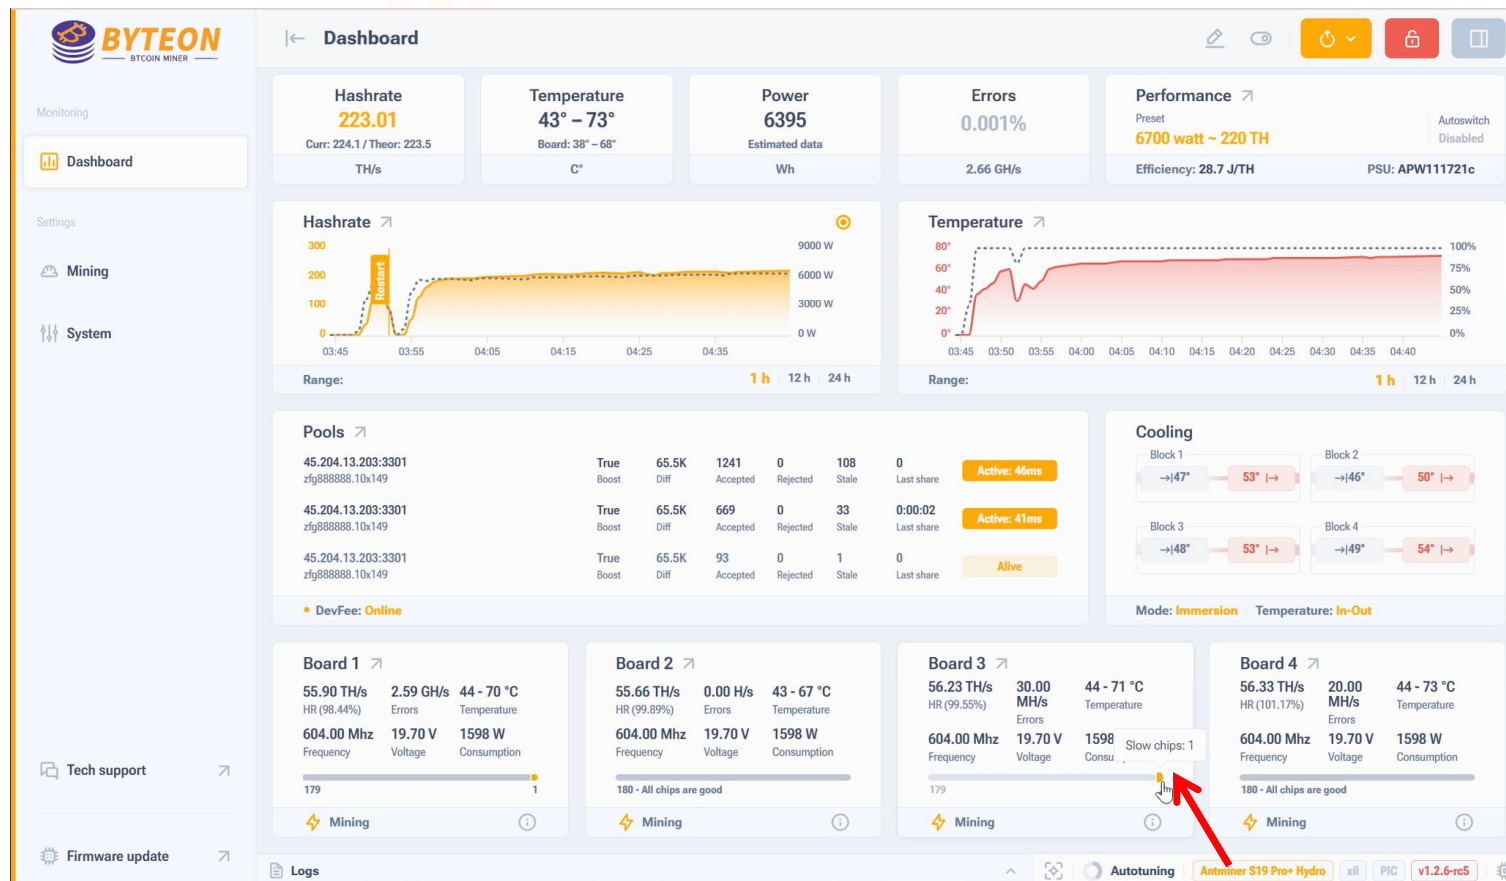 BYTEON
BTCOIN MINER
Monitoring
Dashboard
Settings
Mining
System
Tech support
Firmware update
Dashboard
Hashrate
223.01
Curr: 224.1 / Theor: 223.5
TH/s
Temperature
43° – 73°
Board: 38° – 68°
C°
Power
6395
Estimated data
Wh
Errors
0.001%
2.66 GH/s
Performance
Preset
Autoswitch
6700 watt ~ 220 TH
Disabled
Efficiency: 28.7 J/TH
PSU: APW111721c
Hashrate
300
200
100
0
9000 W
6000 W
3000 W
0 W
Restart
03:45 03:55 04:05 04:15 04:25 04:35
Range:
1 h 12 h 24 h
Temperature
80°
60°
40°
20°
0°
100%
75%
50%
25%
0%
03:45 03:50 03:55 04:00 04:05 04:10 04:15 04:20 04:25 04:30 04:35 04:40
Range:
1 h 12 h 24 h
Pools
45.204.13.203:3301 True 65.5K 1241 0 108 0 Active: 46ms
zfg888888.10x149 Boost Diff Accepted Rejected Stale Last share
45.204.13.203:3301 True 65.5K 669 0 33 0:00:02 Active: 41ms
zfg888888.10x149 Boost Diff Accepted Rejected Stale Last share
45.204.13.203:3301 True 65.5K 93 0 1 0 Alive
zfg888888.10x149 Boost Diff Accepted Rejected Stale Last share
DevFee: Online
Cooling
Block 1
47° 53°
Block 2
46° 50°
Block 3
48° 53°
Block 4
49° 54°
Mode: Immersion Temperature: In-Out
Board 1
55.90 TH/s 2.59 GH/s 44 - 70 °C
HR (98.44%) Errors Temperature
604.00 Mhz 19.70 V 1598 W
Frequency Voltage Consumption
179 1
Mining
Board 2
55.66 TH/s 0.00 H/s 43 - 67 °C
HR (99.89%) Errors Temperature
604.00 Mhz 19.70 V 1598 W
Frequency Voltage Consumption
180 - All chips are good
Mining
Board 3
56.23 TH/s 30.00 MH/s 44 - 71 °C
HR (99.55%) Errors Temperature
604.00 Mhz 19.70 V 1598
Frequency Voltage Consu
Slow chips: 1
179
Mining
Board 4
56.33 TH/s 20.00 MH/s 44 - 73 °C
HR (101.17%) Errors Temperature
604.00 Mhz 19.70 V 1598 W
Frequency Voltage Consumption
180 - All chips are good
Mining
Logs
Autotuning
Antminer S19 Pro+ Hydro
xil
PIC
v1.2.6-rc5